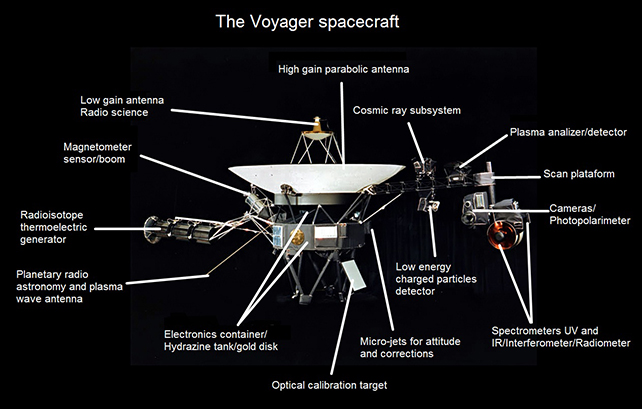 The Voyager spacecraft
High gain parabolic antenna
Low gain antenna
Radio science
Cosmic ray subsystem
Plasma analizer/detector
Magnetometer
sensor/boom
Scan plataform
Radioisotope
thermoelectric
generator
Cameras/
Photopolarimeter
Planetary radio
astronomy and plasma
wave antenna
Low energy
charged particles
detector
Electronics container/
Hydrazine tank/gold disk
Micro-jets for attitude
and corrections
Spectrometers UV and
IR/Interferometer/Radiometer
Optical calibration target